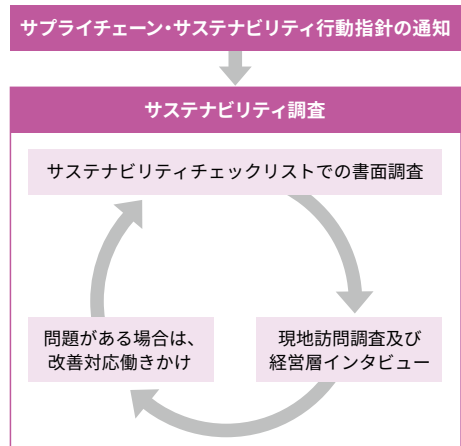 サプライチェーン・サステナビリティ行動指針の通知
サステナビリティ調査
サステナビリティチェックリストでの書面調査
問題がある場合は、
改善対応働きかけ
現地訪問調査及び
経営層インタビュー